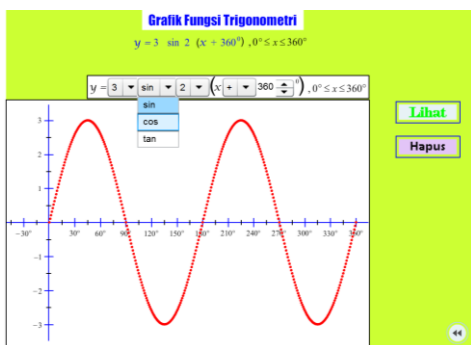 Grafik Fungsi Trigonometri
y = 3 sin 2 (x + 360⁰) , 0° ≤ x ≤ 360°
y = 3 sin 2 (x + 360 ⁰) , 0° ≤ x ≤ 360°
sin
cos
tan
Lihat
Hapus
3
2
1
−30° 30° 60° 90° 120° 150° 180° 210° 240° 270° 300° 330° 360°
−1
−2
−3